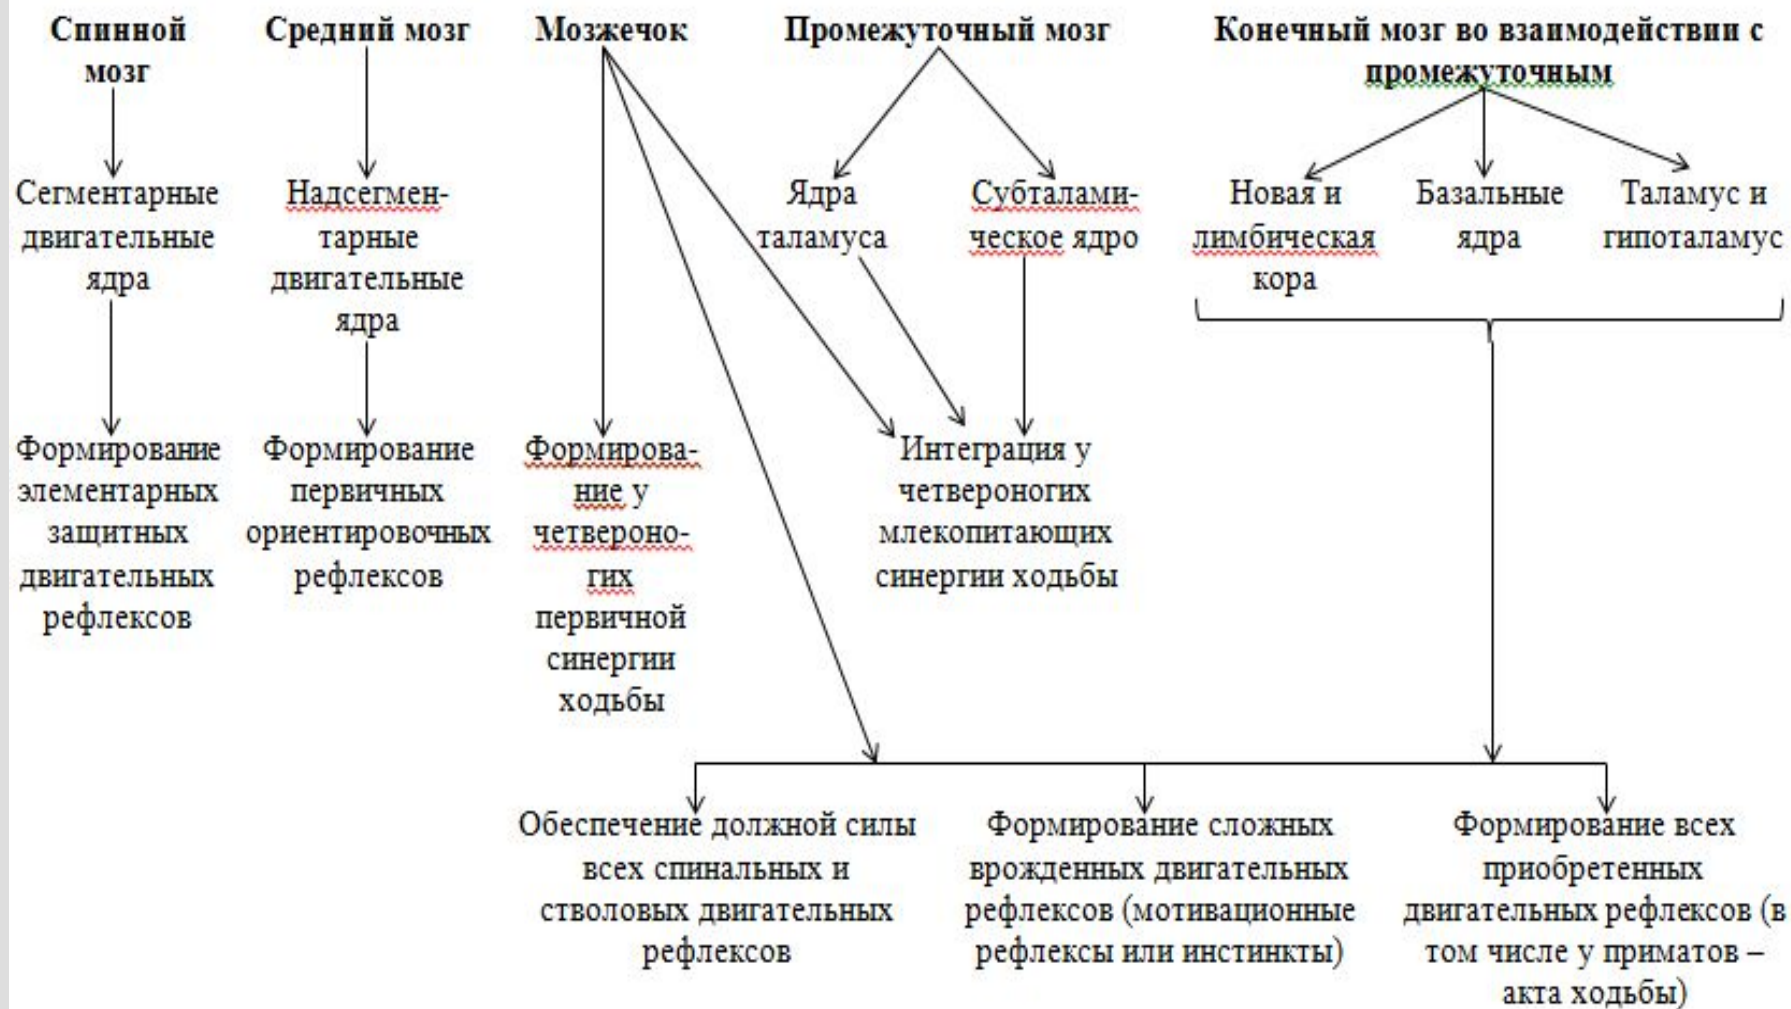 Спинной
мозг
Средний мозг
Мозжечок
Промежуточный мозг
Конечный мозг во взаимодействии с
промежуточным
Сегментарные
двигательные
ядра
Надсегмен-
тарные
двигательные
ядра
Ядра
таламуса
Субталами-
ческое ядро
Новая и
лимбическая
кора
Базальные
ядра
Таламус и
гипоталамус
Формирование
элементарных
защитных
двигательных
рефлексов
Формирование
первичных
ориентировочных
рефлексов
Формирова-
ние у
четвероно-
гих
первичной
синергии
ходьбы
Интеграция у
четвероногих
млекопитающих
синергии ходьбы
Обеспечение должной силы
всех спинальных и
стволовых двигательных
рефлексов
Формирование сложных
врожденных двигательных
рефлексов (мотивационные
рефлексы или инстинкты)
Формирование всех
приобретенных
двигательных рефлексов (в
том числе у приматов –
акта ходьбы)